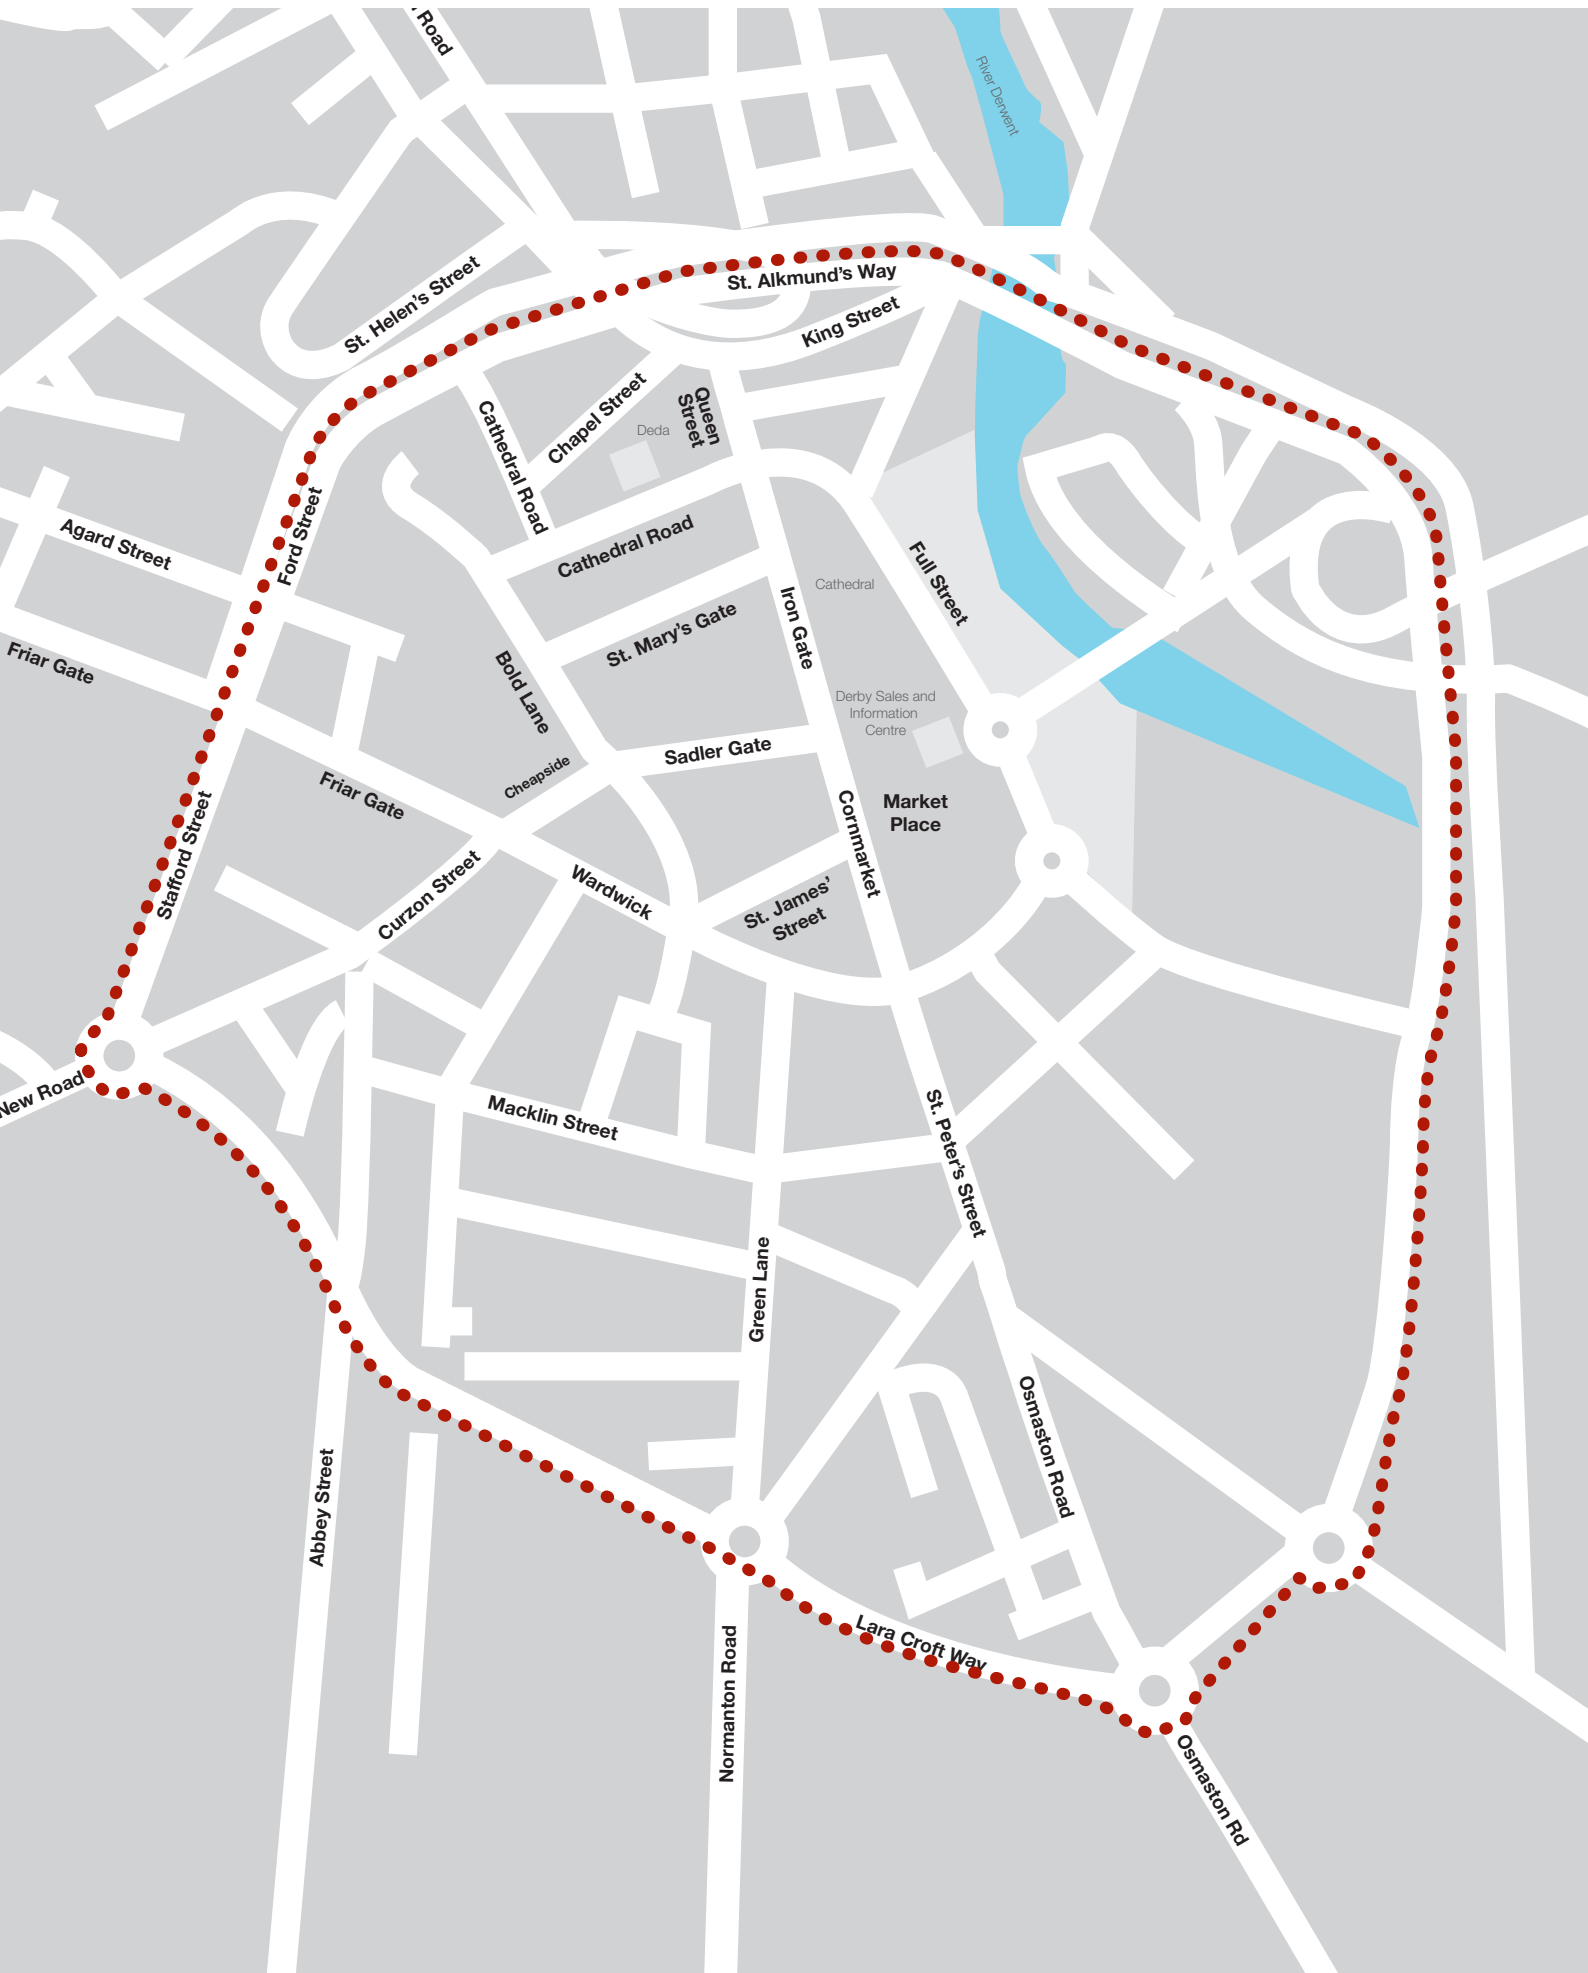 Road
River Derwent
St. Alkmund's Way
St. Helen's Street
King Street
Queen
Street
Chapel Street
Deda
Cathedral Road
Ford Street
Agard Street
Cathedral Road
Full Street
Cathedral
Iron Gate
St. Mary's Gate
Friar Gate
Bold Lane
Derby Sales and
Information
Centre
Sadler Gate
Cheapside
Friar Gate
Market
Place
Cornmarket
Stafford Street
Curzon Street
Wardwick
St. James'
Street
New Road
Macklin Street
St. Peter's Street
Green Lane
Osmaston Road
Abbey Street
Lara Croft Way
Normanton Road
Osmaston Rd